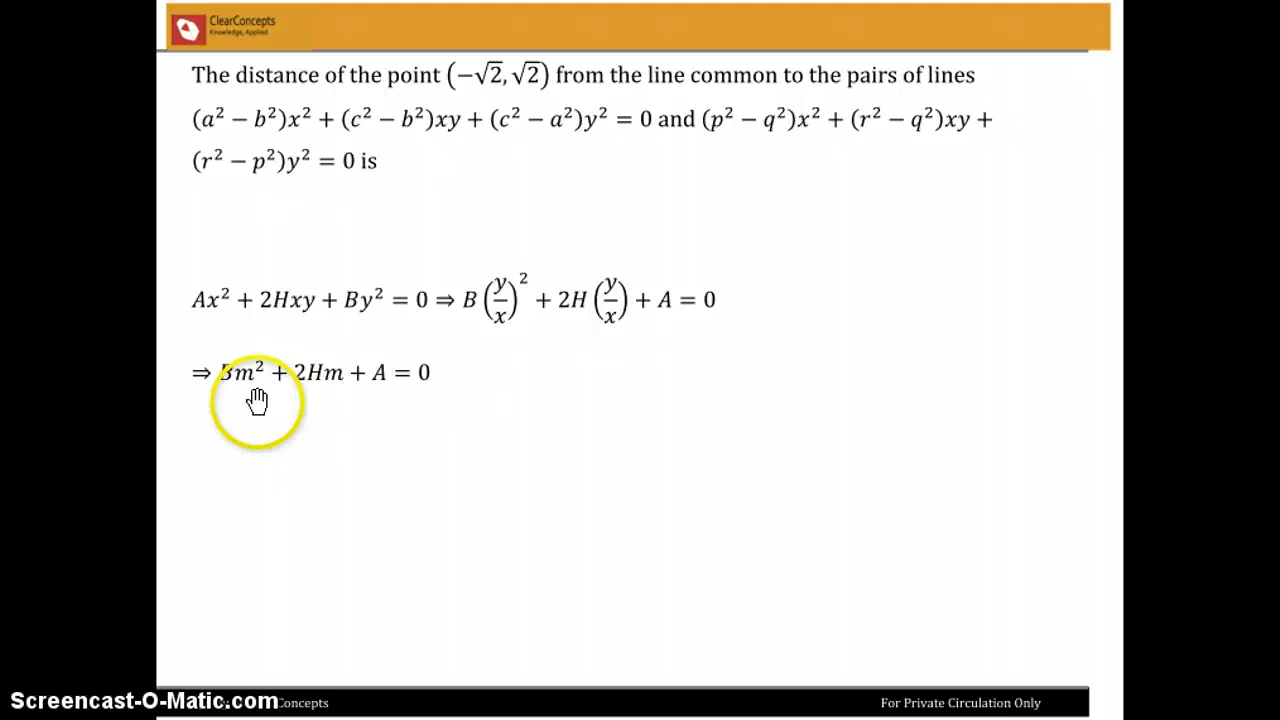 ClearConcepts
Knowledge, Applied
The distance of the point (−√2, √2) from the line common to the pairs of lines
(a² − b²)x² + (c² − b²)xy + (c² − a²)y² = 0 and (p² − q²)x² + (r² − q²)xy +
(r² − p²)y² = 0 is
Ax² + 2Hxy + By² = 0 ⇒ B(y/x)² + 2H(y/x) + A = 0
⇒ Bm² + 2Hm + A = 0
Screencast-O-Matic.com
Concepts
For Private Circulation Only